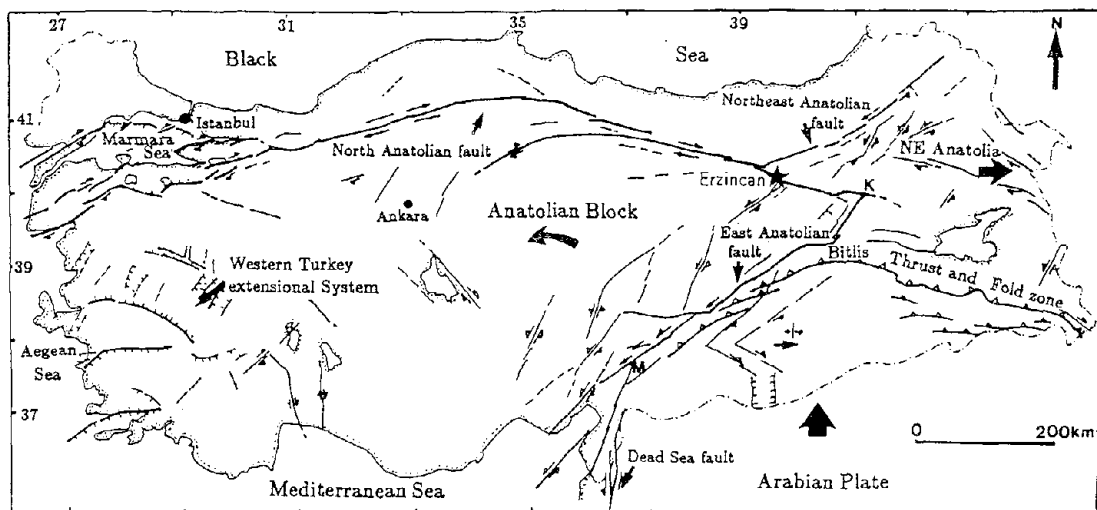 27 31 35 39
N
Black Sea
Northeast Anatolian
fault
41
Istanbul
Marmara
Sea
North Anatolian fault
NE Anatolia
Erzincan
K
Ankara
Anatolian Block
East Anatolian
fault
Bitlis
Thrust and Fold zone
39
Western Turkey
extensional System
Aegean
Sea
M
37
0 200km
Dead Sea fault
Mediterranean Sea
Arabian Plate